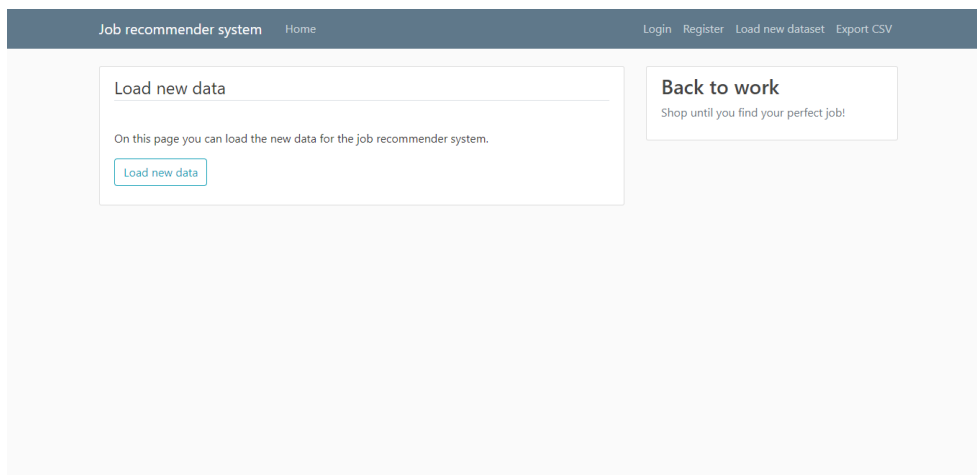 Job recommender system Home Login Register Load new dataset Export CSV
Load new data
On this page you can load the new data for the job recommender system.
Load new data
Back to work
Shop until you find your perfect job!